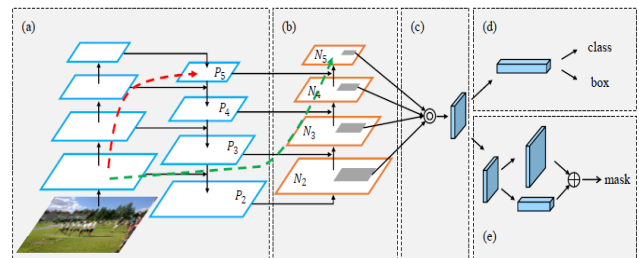 (a)
P5
P4
P3
P2
(b)
N5
N4
N3
N2
(c)
(d)
class
box
mask
(e)